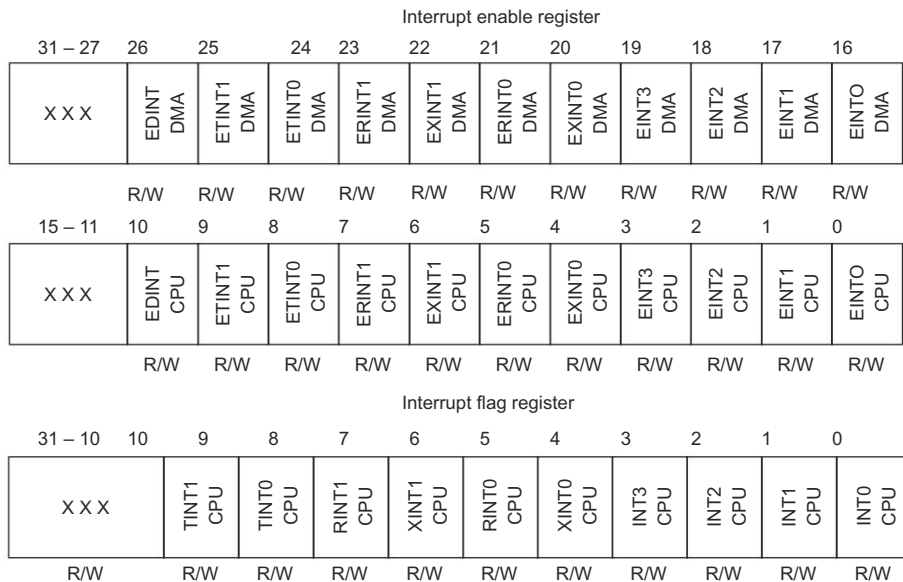 Interrupt enable register
31 – 27 26 25 24 23 22 21 20 19 18 17 16
X X X EDINT DMA ETINT1 DMA ETINT0 DMA ERINT1 DMA EXINT1 DMA ERINT0 DMA EXINT0 DMA EINT3 DMA EINT2 DMA EINT1 DMA EINTO DMA
R/W R/W R/W R/W R/W R/W R/W R/W R/W R/W R/W
15 – 11 10 9 8 7 6 5 4 3 2 1 0
X X X EDINT CPU ETINT1 CPU ETINT0 CPU ERINT1 CPU EXINT1 CPU ERINT0 CPU EXINT0 CPU EINT3 CPU EINT2 CPU EINT1 CPU EINTO CPU
R/W R/W R/W R/W R/W R/W R/W R/W R/W R/W R/W
Interrupt flag register
31 – 10 10 9 8 7 6 5 4 3 2 1 0
X X X TINT1 CPU TINT0 CPU RINT1 CPU XINT1 CPU RINT0 CPU XINT0 CPU INT3 CPU INT2 CPU INT1 CPU INT0 CPU
R/W R/W R/W R/W R/W R/W R/W R/W R/W R/W R/W